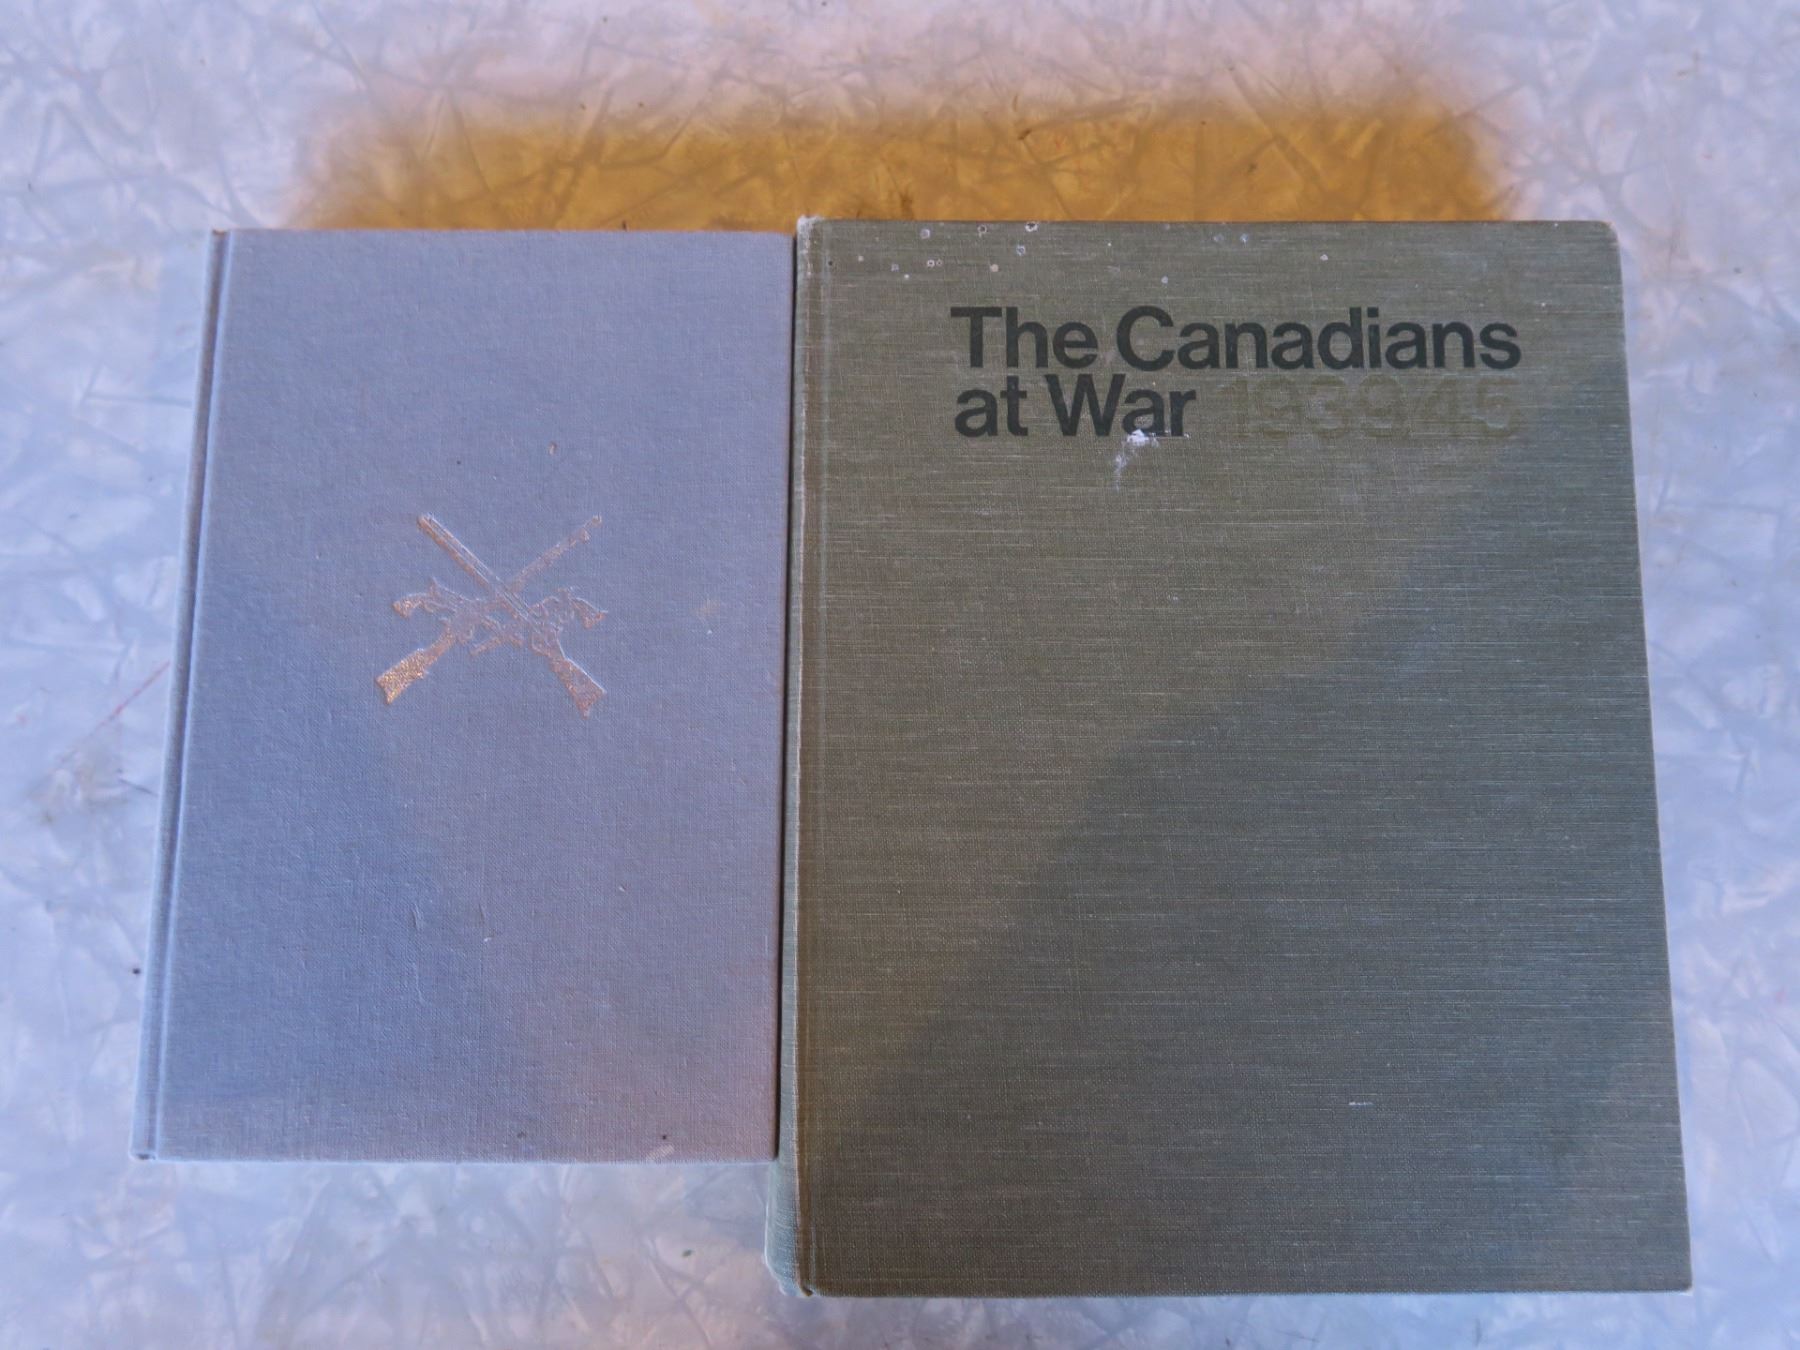 The Canadians
at War 1939/45